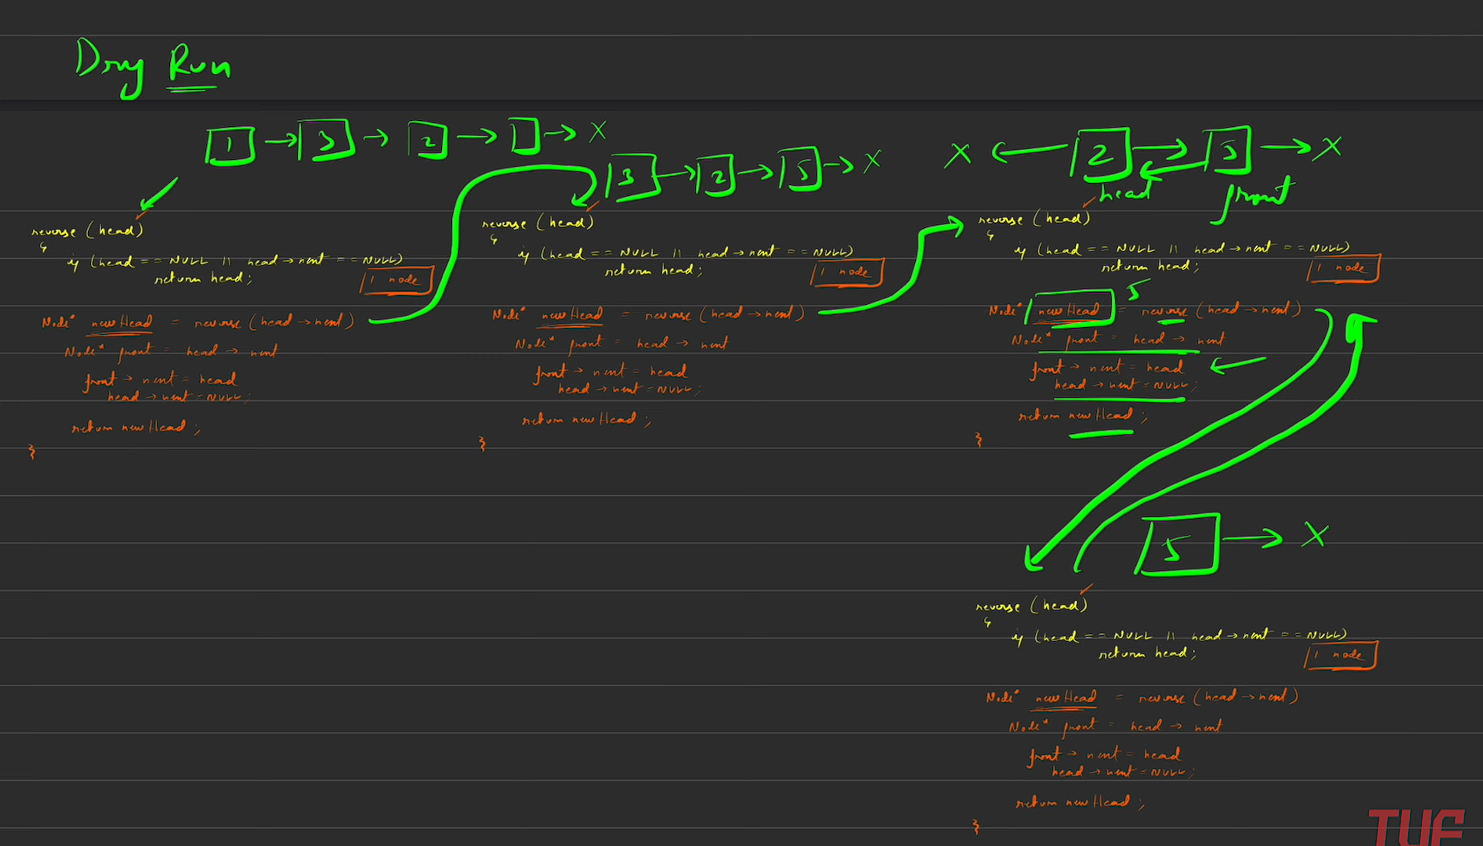 Dry Run
1 → 3 → 2 → 1 → X
3 → 2 → 5 → X
X ← 2 → 5 → X
head
front
reverse (head)
{
if (head == NULL || head → next == NULL)
return head;
1 node
Node* newHead = reverse (head → next)
Node* front = head → next
front → next = head
head → next = NULL;
return newHead ;
}
reverse (head)
{
if (head == NULL || head → next == NULL)
return head;
1 node
Node* newHead = reverse (head → next)
Node* front = head → next
front → next = head
head → next = NULL;
return newHead ;
}
reverse (head)
{
if (head == NULL || head → next == NULL)
return head;
1 node
5
Node* newHead = reverse (head → next)
Node* front = head → next
front → next = head
head → next = NULL;
return newHead ;
}
5 → X
reverse (head)
{
if (head == NULL || head → next == NULL)
return head;
1 node
Node* newHead = reverse (head → next)
Node* front = head → next
front → next = head
head → next = NULL;
return newHead ;
}
TUF